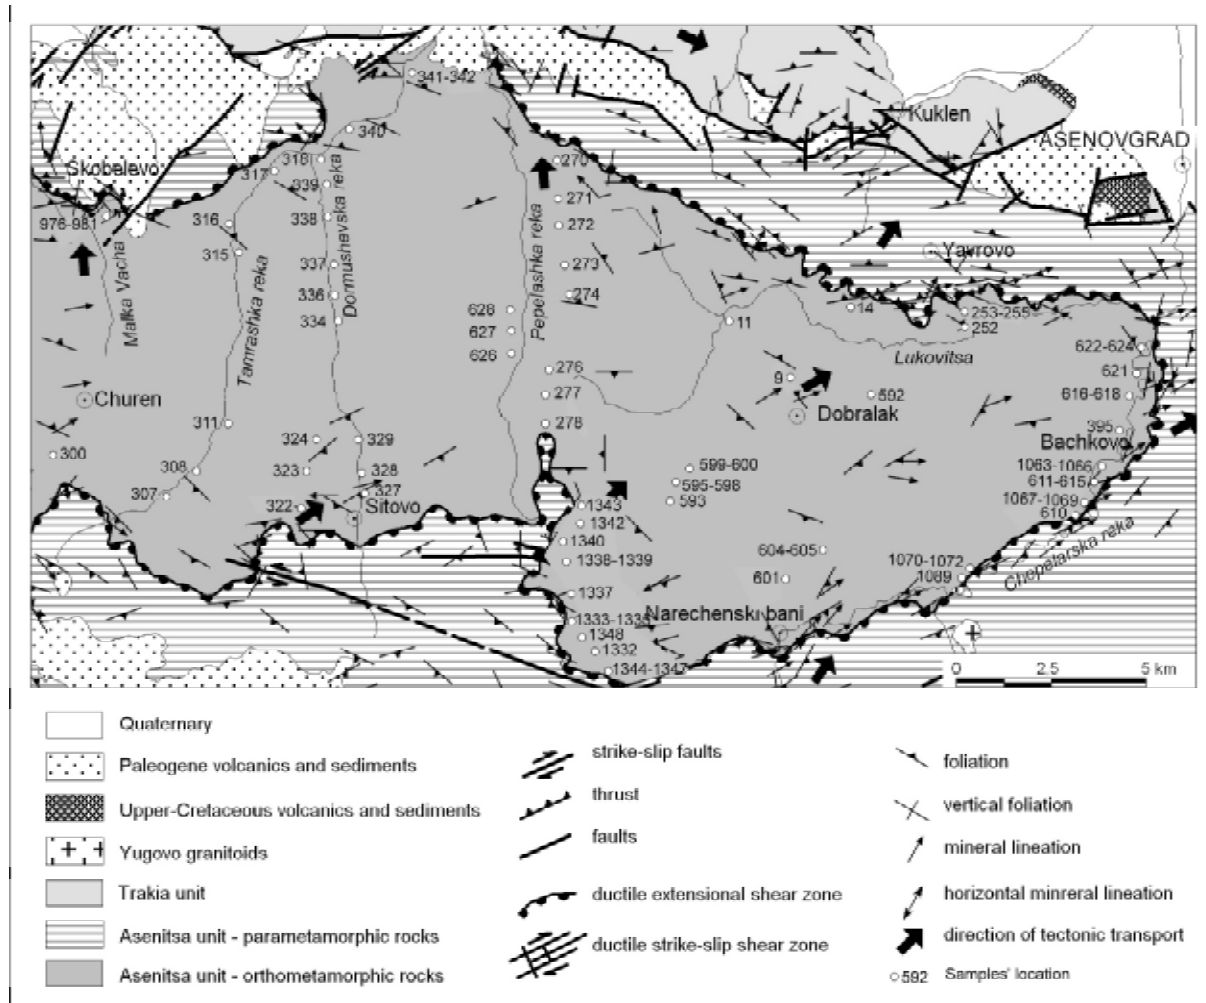 341-342
Kuklen
340
ASENOVGRAD
318
270
Skobelevo
317
339
271
976-981
316
338
272
Malka Vacha
315
Tamrashka reka
Dormushevska reka
Pepelashka reka
Yavrovo
337
273
336
274
628
14
253-255
334
627
11
252
626
Lukovitsa
622-624
276
621
9
Churen
277
592
616-618
Dobralak
311
278
395
324
329
Bachkovo
300
308
323
328
599-600
1063-1066
595-598
611-615
307
327
593
1067-1069
322
Sitovo
1343
610
1342
Chepelarska reka
1340
604-605
1338-1339
1070-1072
601
1089
1337
Narechenski bani
1348
1332
1344-1347
0 2.5 5 km
Quaternary
Paleogene volcanics and sediments
Upper-Cretaceous volcanics and sediments
Yugovo granitoids
Trakia unit
Asenitsa unit - parametamorphic rocks
Asenitsa unit - orthometamorphic rocks
strike-slip faults
thrust
faults
ductile extensional shear zone
ductile strike-slip shear zone
foliation
vertical foliation
mineral lineation
horizontal minreral lineation
direction of tectonic transport
592 Samples' location